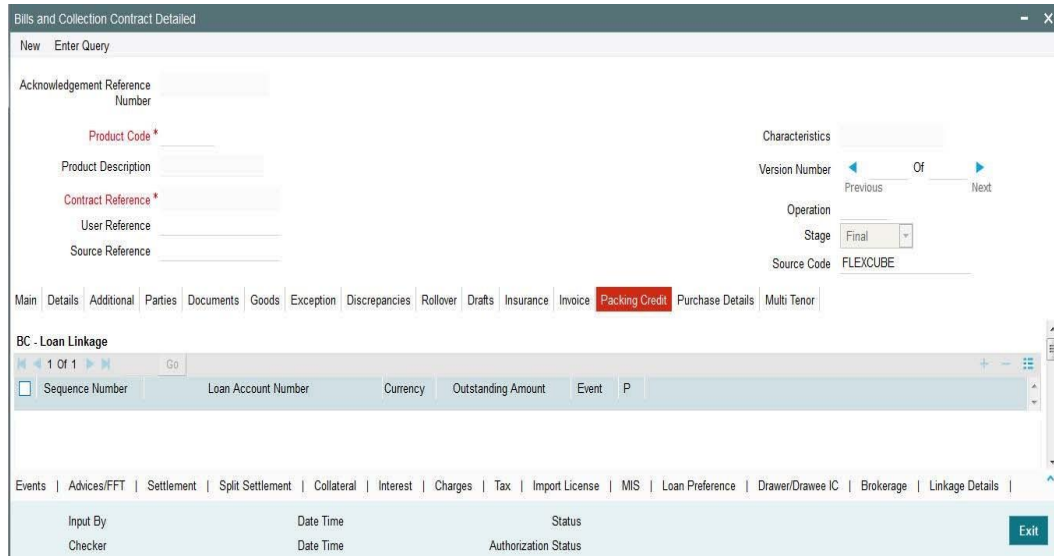 Bills and Collection Contract Detailed
New Enter Query
Acknowledgement Reference
Number
Product Code *
Characteristics
Product Description
Version Number Of
Previous Next
Contract Reference *
Operation
User Reference
Stage Final
Source Reference
Source Code FLEXCUBE
Main Details Additional Parties Documents Goods Exception Discrepancies Rollover Drafts Insurance Invoice Packing Credit Purchase Details Multi Tenor
BC - Loan Linkage
1 Of 1 Go
Sequence Number Loan Account Number Currency Outstanding Amount Event P
Events | Advices/FFT | Settlement | Split Settlement | Collateral | Interest | Charges | Tax | Import License | MIS | Loan Preference | Drawer/Drawee IC | Brokerage | Linkage Details |
Input By Date Time Status
Checker Date Time Authorization Status
Exit